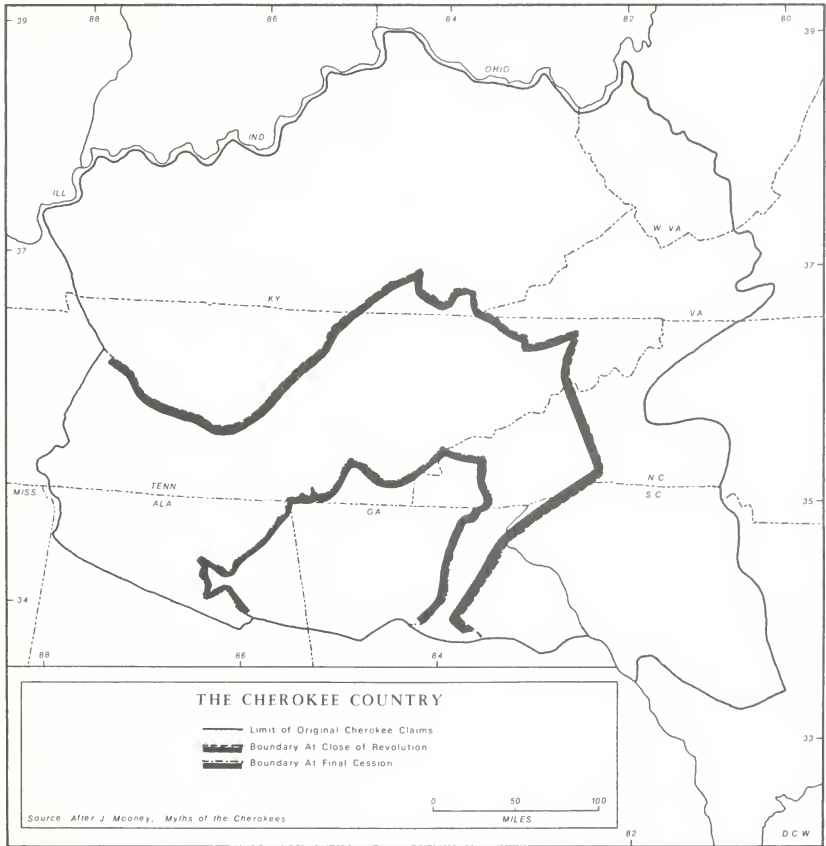 88 86 84 82 80
39 39
OHIO
IND
ILL
W VA
37 37
KY VA
TENN NC
MISS ALA GA SC
35
34
88 86 84
THE CHEROKEE COUNTRY
Limit of Original Cherokee Claims
Boundary At Close of Revolution
Boundary At Final Cession
33
0 50 100
MILES
Source After J Mooney, Myths of the Cherokees
82
DCW